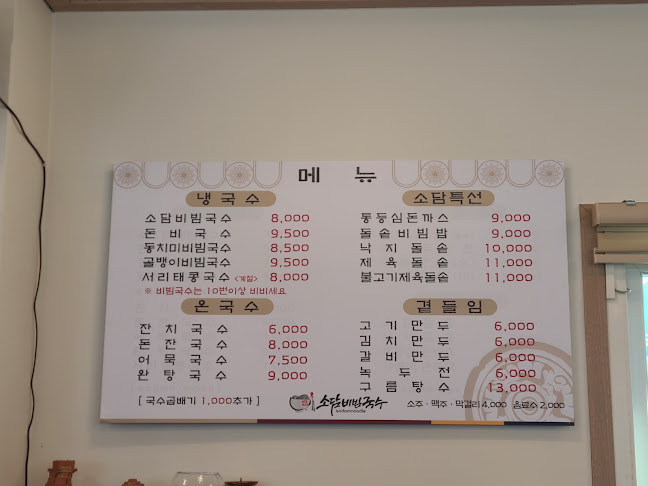 메 뉴
냉국수
소담비빔국수 8,000
돈비국수 9,500
동치미비빔국수 8,500
골뱅이비빔국수 9,500
서리태콩국수 <계절> 8,000
※ 비빔국수는 10번이상 비비세요
온국수
잔치국수 6,000
돈잔국수 8,000
어묵국수 7,500
완탕국수 9,000
[ 국수곱배기 1,000추가 ]
소담특선
통등심돈까스 9,000
돌솥비빔밥 9,000
낙지돌솥 10,000
제육돌솥 11,000
불고기제육돌솥 11,000
곁들임
고기만두 6,000
김치만두 6,000
갈비만두 6,000
녹두전 6,000
구름탕수 13,000
소담비빔국수
sodamnoodle
소주 · 맥주 · 막걸리 4,000 음료수 2,000